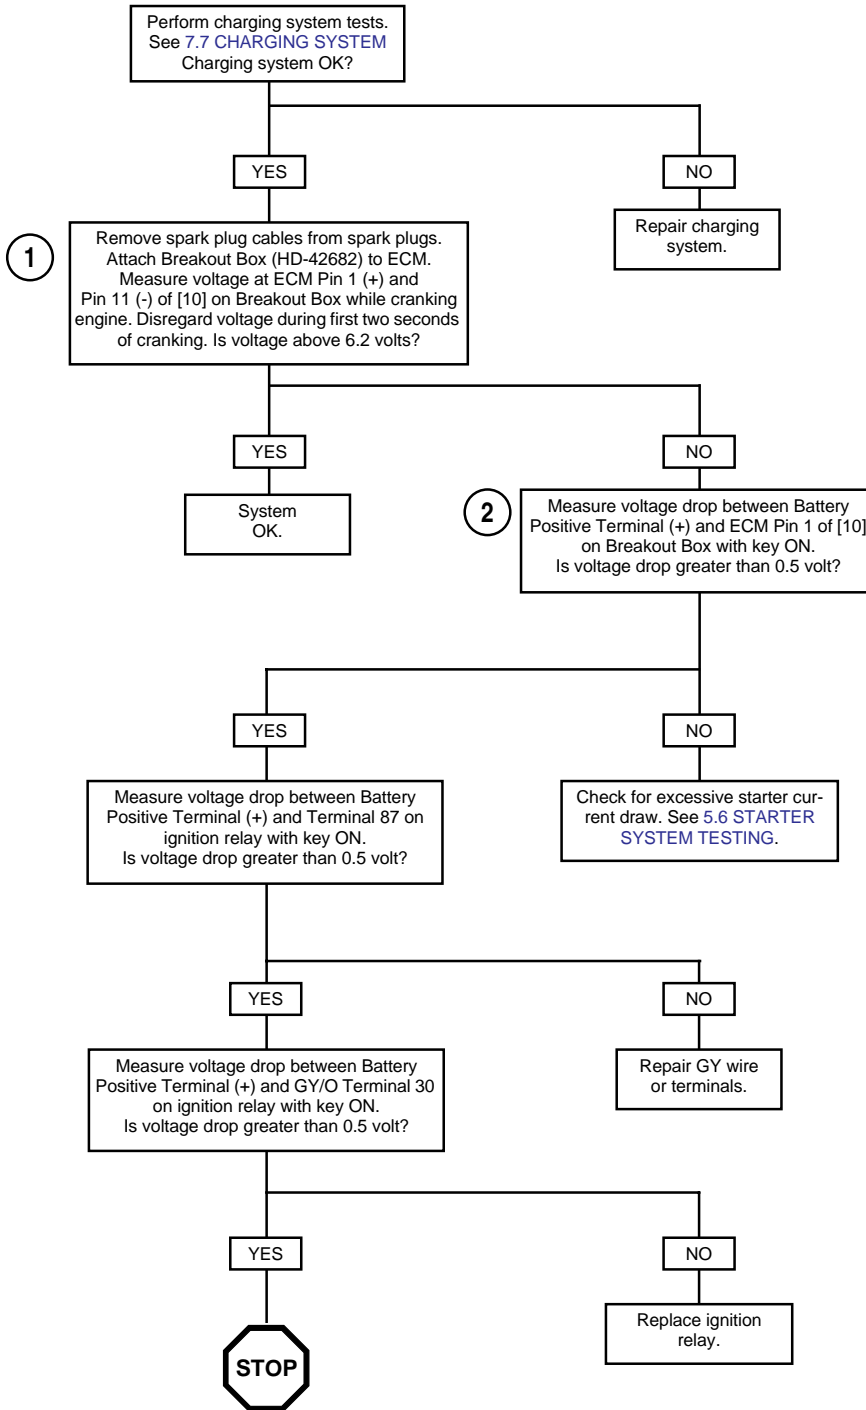 Perform charging system tests.
See 7.7 CHARGING SYSTEM
Charging system OK?
YES
NO
Repair charging
system.
1
Remove spark plug cables from spark plugs.
Attach Breakout Box (HD-42682) to ECM.
Measure voltage at ECM Pin 1 (+) and
Pin 11 (-) of [10] on Breakout Box while cranking
engine. Disregard voltage during first two seconds
of cranking. Is voltage above 6.2 volts?
YES
NO
System
OK.
2
Measure voltage drop between Battery
Positive Terminal (+) and ECM Pin 1 of [10]
on Breakout Box with key ON.
Is voltage drop greater than 0.5 volt?
YES
NO
Measure voltage drop between Battery
Positive Terminal (+) and Terminal 87 on
ignition relay with key ON.
Is voltage drop greater than 0.5 volt?
Check for excessive starter cur-
rent draw. See 5.6 STARTER
SYSTEM TESTING.
YES
NO
Measure voltage drop between Battery
Positive Terminal (+) and GY/O Terminal 30
on ignition relay with key ON.
Is voltage drop greater than 0.5 volt?
Repair GY wire
or terminals.
YES
NO
STOP
Replace ignition
relay.